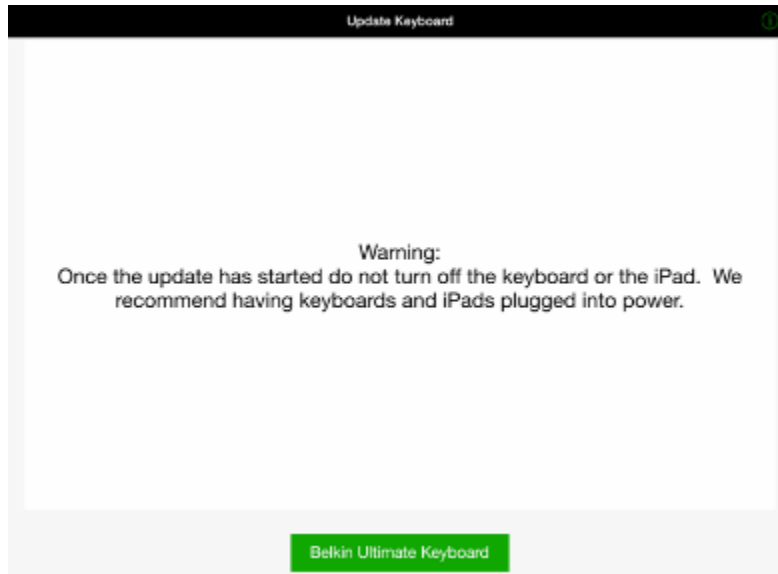 Update Keyboard
Warning:
Once the update has started do not turn off the keyboard or the iPad.  We
recommend having keyboards and iPads plugged into power.
Belkin Ultimate Keyboard